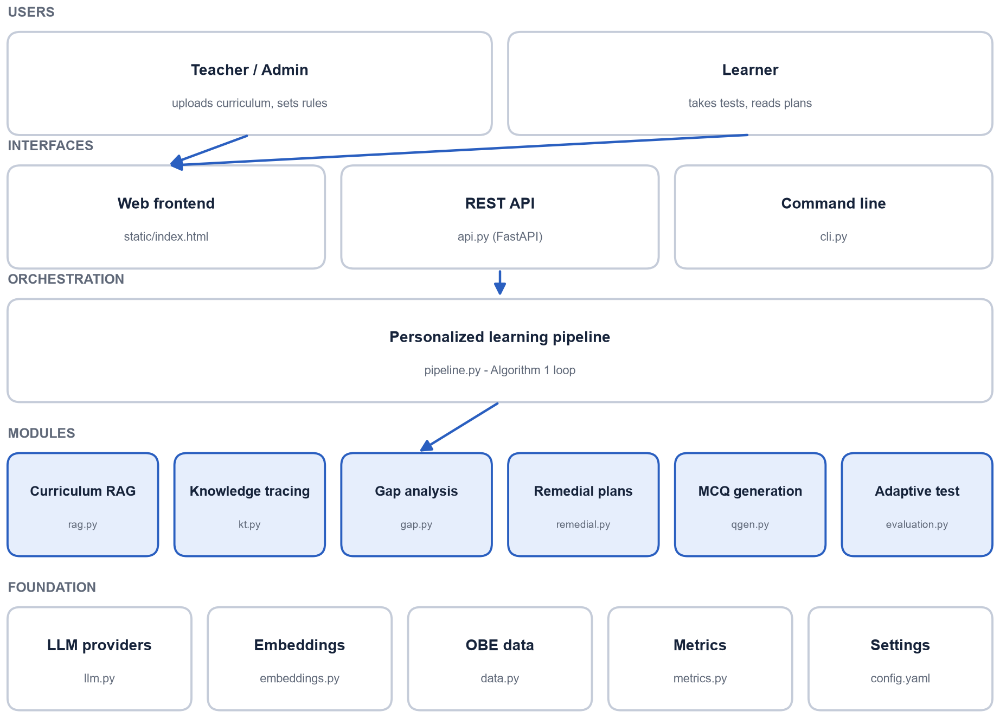 USERS
Teacher / Admin
uploads curriculum, sets rules
Learner
takes tests, reads plans
INTERFACES
Web frontend
static/index.html
REST API
api.py (FastAPI)
Command line
cli.py
ORCHESTRATION
Personalized learning pipeline
pipeline.py - Algorithm 1 loop
MODULES
Curriculum RAG
rag.py
Knowledge tracing
kt.py
Gap analysis
gap.py
Remedial plans
remedial.py
MCQ generation
qgen.py
Adaptive test
evaluation.py
FOUNDATION
LLM providers
llm.py
Embeddings
embeddings.py
OBE data
data.py
Metrics
metrics.py
Settings
config.yaml